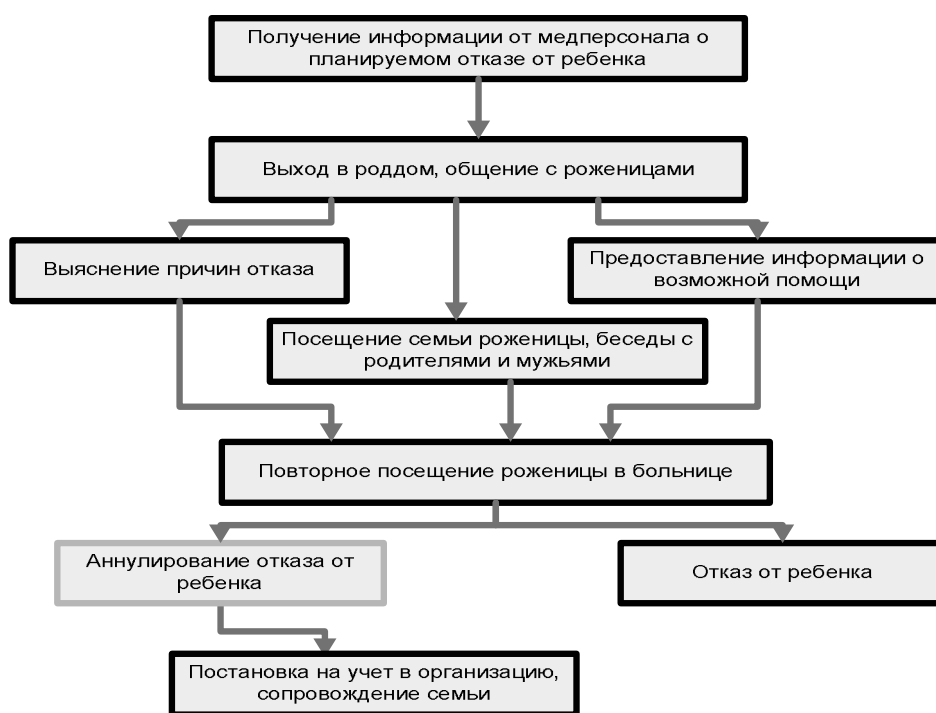 Получение информации от медперсонала о
планируемом отказе от ребенка
Выход в роддом, общение с роженицами
Выяснение причин отказа
Предоставление информации о
возможной помощи
Посещение семьи роженицы, беседы с
родителями и мужьями
Повторное посещение роженицы в больнице
Аннулирование отказа от
ребенка
Отказ от ребенка
Постановка на учет в организацию,
сопровождение семьи